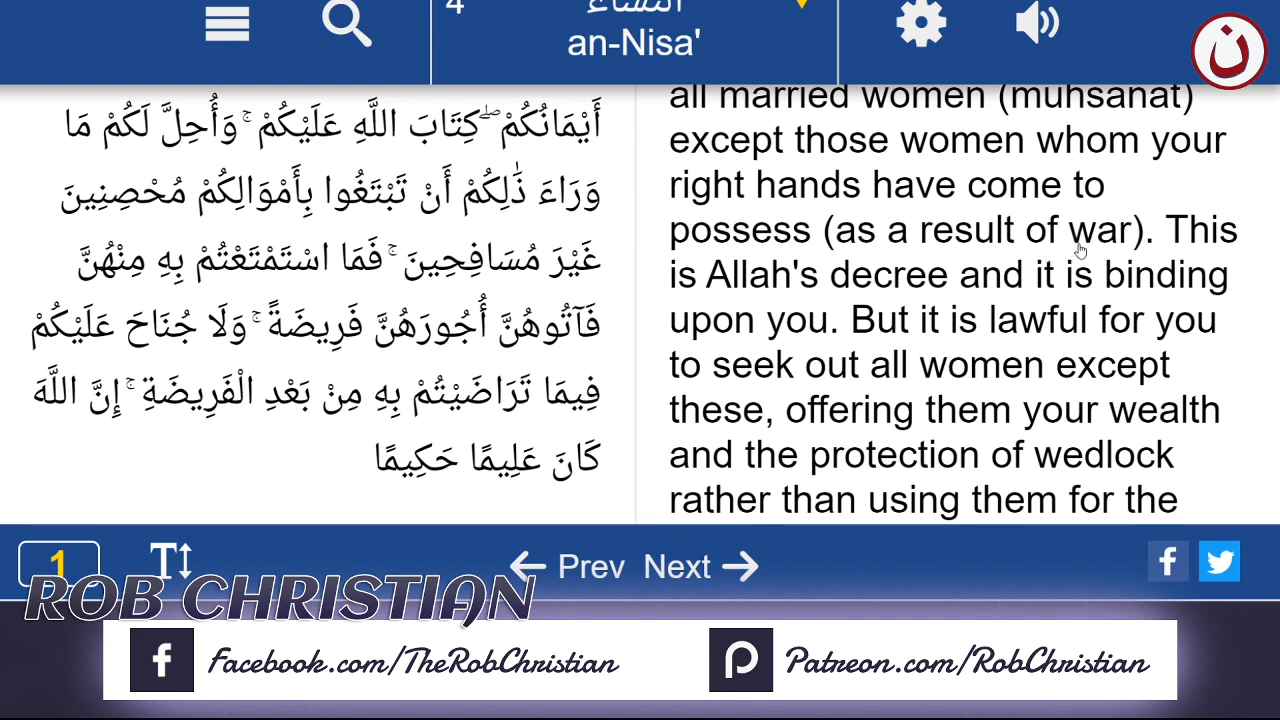 4
النساء
an-Nisa'
ن
أَيْمَانُكُمْ ۖ كِتَابَ اللَّهِ عَلَيْكُمْ ۚ وَأُحِلَّ لَكُمْ مَا
وَرَاءَ ذَٰلِكُمْ أَنْ تَبْتَغُوا بِأَمْوَالِكُمْ مُحْصِنِينَ
غَيْرَ مُسَافِحِينَ ۚ فَمَا اسْتَمْتَعْتُمْ بِهِ مِنْهُنَّ
فَآتُوهُنَّ أُجُورَهُنَّ فَرِيضَةً ۚ وَلَا جُنَاحَ عَلَيْكُمْ
فِيمَا تَرَاضَيْتُمْ بِهِ مِنْ بَعْدِ الْفَرِيضَةِ ۚ إِنَّ اللَّهَ
كَانَ عَلِيمًا حَكِيمًا
all married women (muhsanat)
except those women whom your
right hands have come to
possess (as a result of war). This
is Allah's decree and it is binding
upon you. But it is lawful for you
to seek out all women except
these, offering them your wealth
and the protection of wedlock
rather than using them for the
1
T
Prev Next
ROB CHRISTIAN
Facebook.com/TheRobChristian
Patreon.com/RobChristian